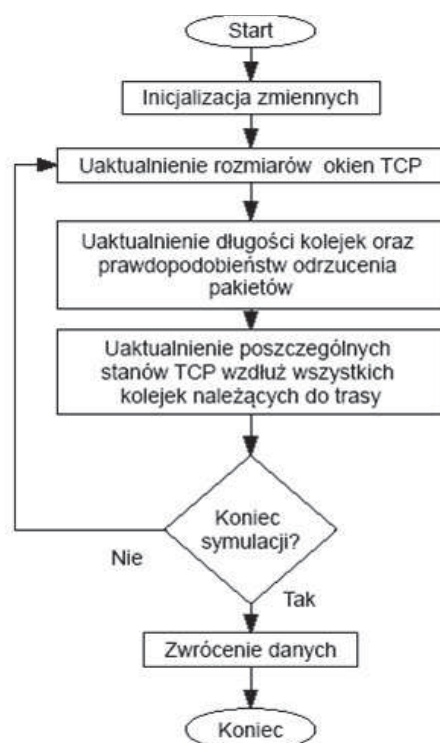 Start
Inicjalizacja zmiennych
Uaktualnienie rozmiarów okien TCP
Uaktualnienie długości kolejek oraz
prawdopodobieństw odrzucenia
pakietów
Uaktualnienie poszczególnych
stanów TCP wzdłuż wszystkich
kolejek należących do trasy
Koniec
symulacji?
Nie
Tak
Zwrócenie danych
Koniec